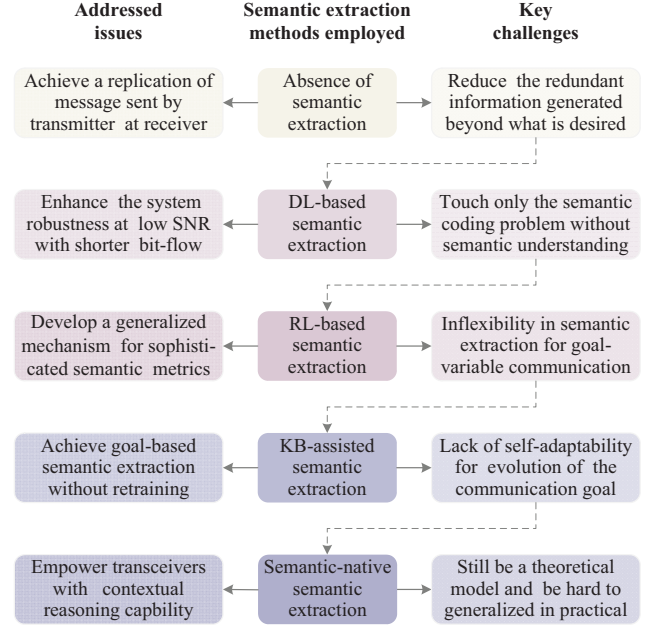 Addressed
issues
Semantic extraction
methods employed
Key
challenges
Achieve a replication of
message sent by
transmitter at receiver
Absence of
semantic
extraction
Reduce the redundant
information generated
beyond what is desired
Enhance the system
robustness at low SNR
with shorter bit-flow
DL-based
semantic
extraction
Touch only the semantic
coding problem without
semantic understanding
Develop a generalized
mechanism for sophisti-
cated semantic metrics
RL-based
semantic
extraction
Inflexibility in semantic
extraction for goal-
variable communication
Achieve goal-based
semantic extraction
without retraining
KB-assisted
semantic
extraction
Lack of self-adaptability
for evolution of the
communication goal
Empower transceivers
with contextual
reasoning capbility
Semantic-native
semantic
extraction
Still be a theoretical
model and be hard to
generalized in practical